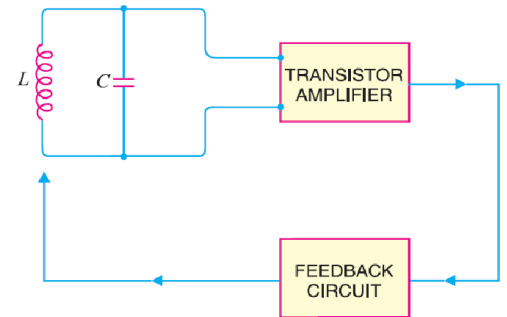 L
C
TRANSISTOR
AMPLIFIER
FEEDBACK
CIRCUIT